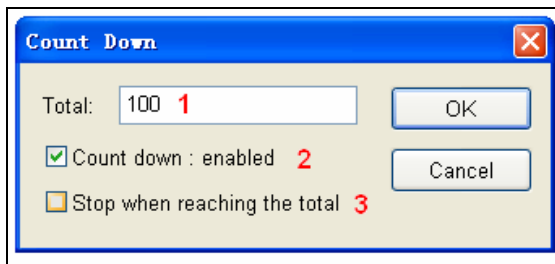 Count Down
Total: 100 1
OK
Count down : enabled 2
Cancel
Stop when reaching the total 3